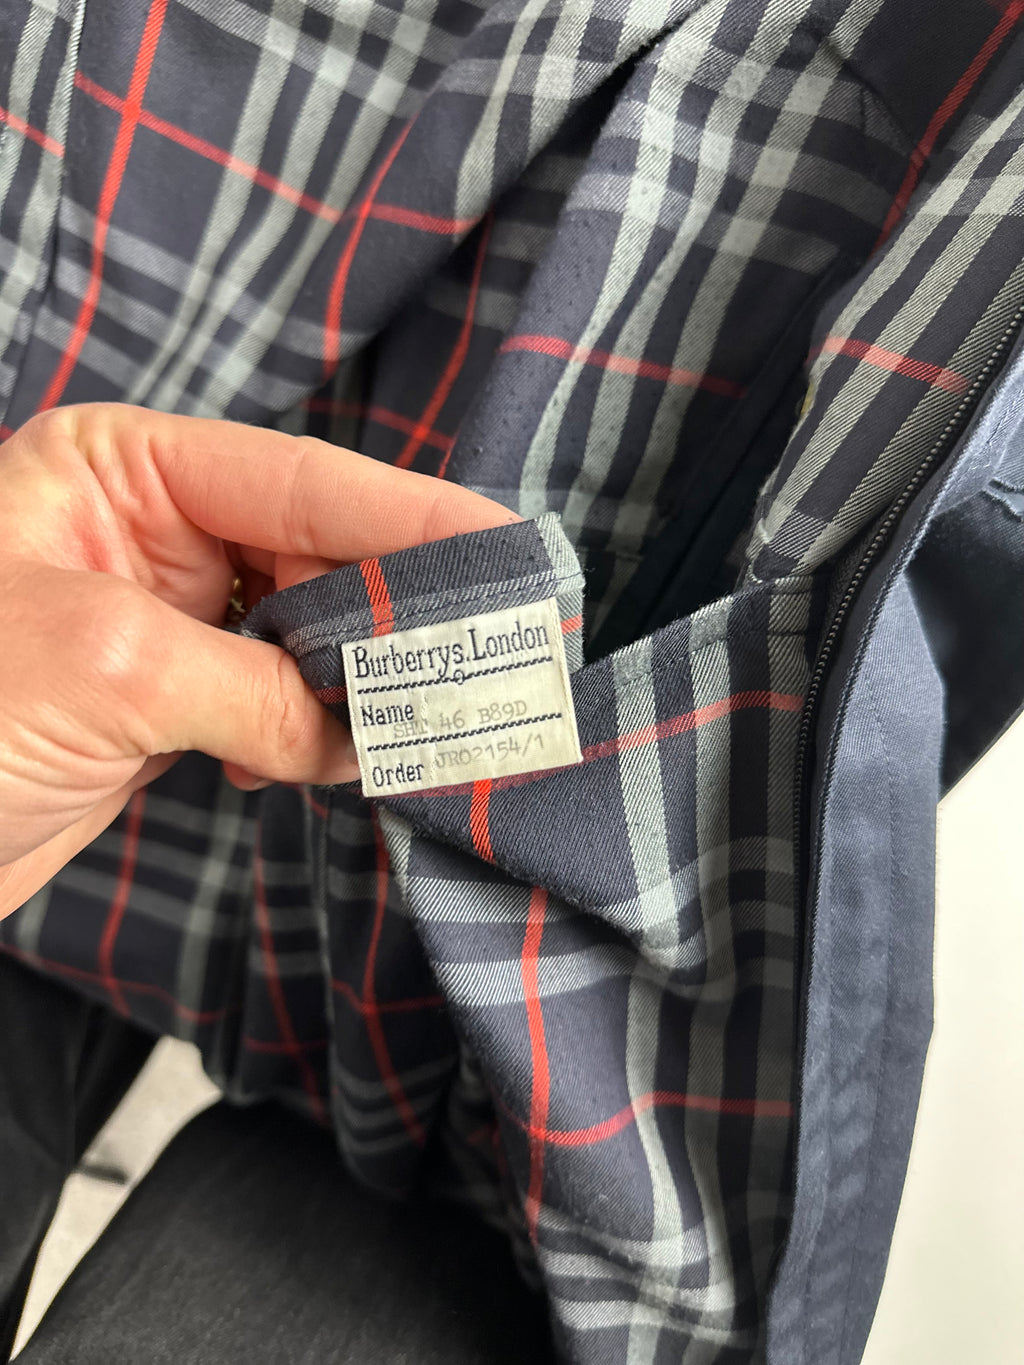 Burberrys.London
Name SHT 46 B89D
Order JR02154/1